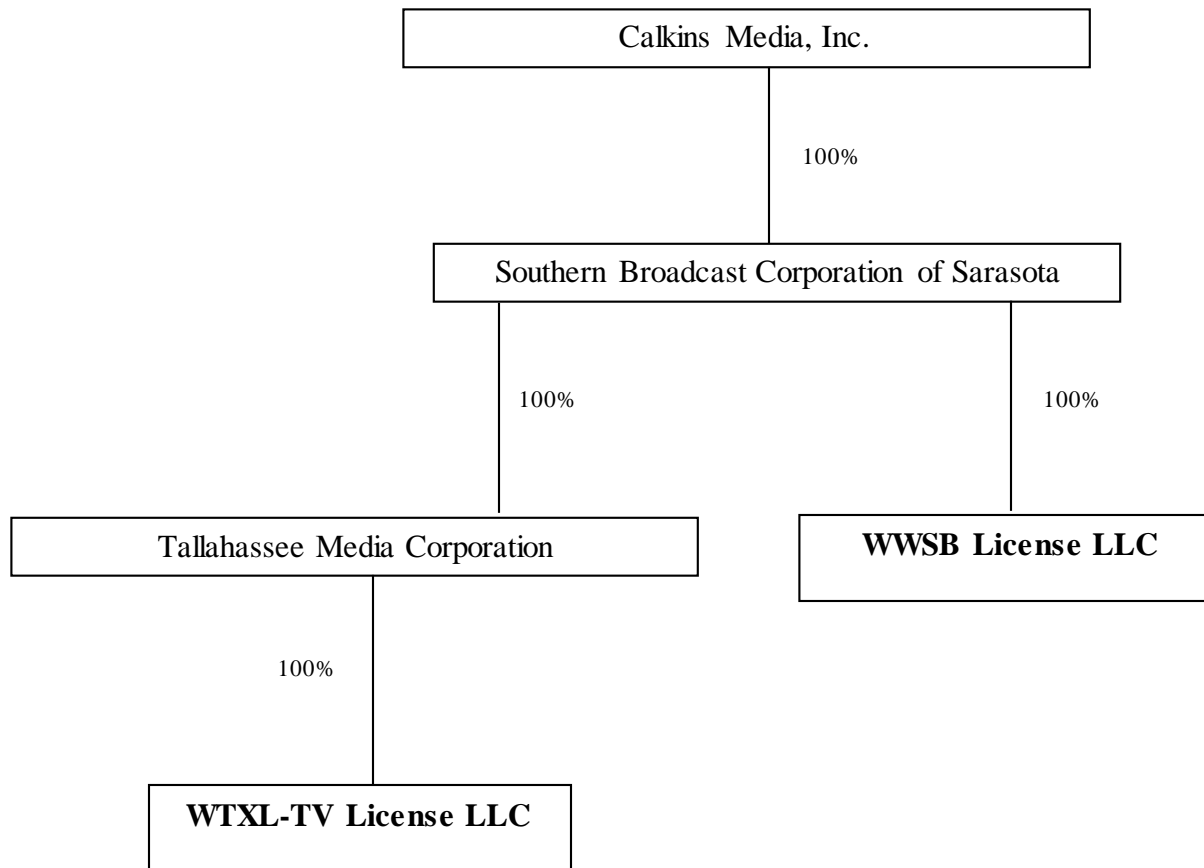 Calkins Media, Inc.
100%
Southern Broadcast Corporation of Sarasota
100%
100%
Tallahassee Media Corporation
WWSB License LLC
100%
WTXL-TV License LLC